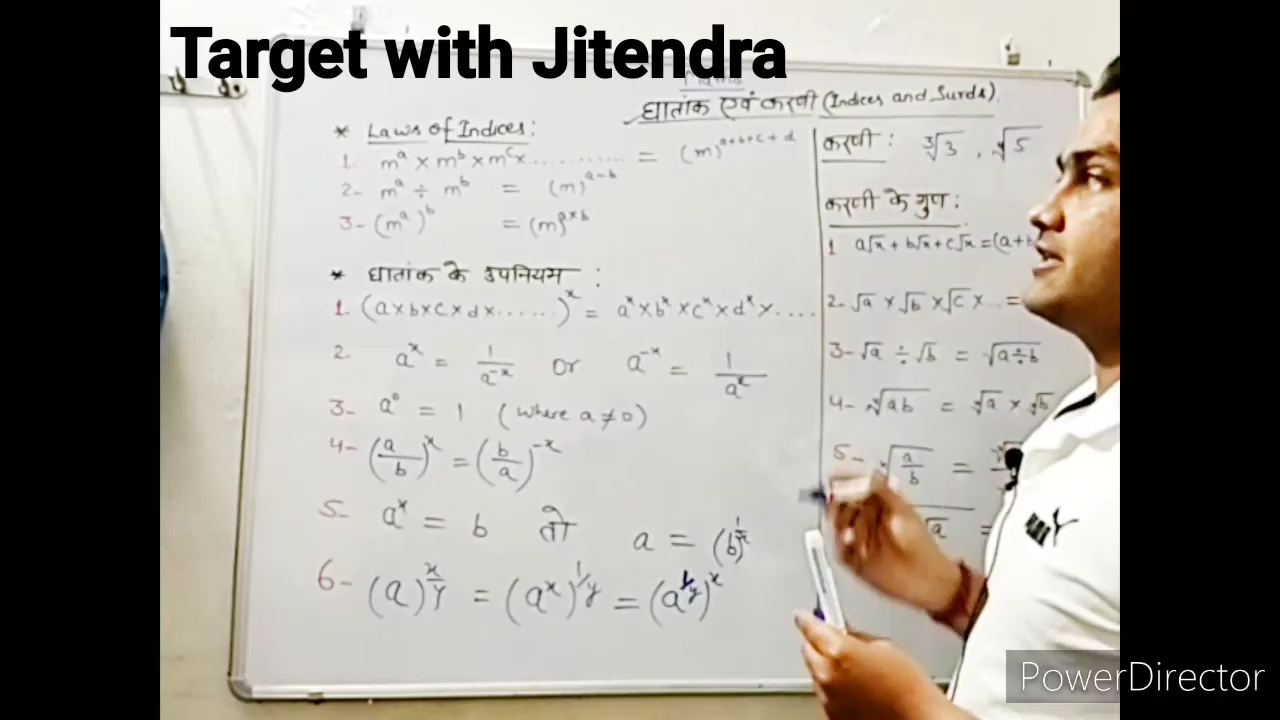 Target with Jitendra
घातांक एवं करणी (Indices and Surds)
* Laws of Indices:
1. mᵃ × mᵇ × mᶜ × ........... = (m)ᵃ⁺ᵇ⁺ᶜ⁺ᵈ
2- mᵃ ÷ mᵇ = (m)ᵃ⁻ᵇ
3- (mᵃ)ᵇ = (m)ᵃˣᵇ
* घातांक के उपनियम :
1. (a×b×c×d×......)ˣ = aˣ×bˣ×cˣ×dˣ×....
2. aˣ = 1/a⁻ˣ Or a⁻ˣ = 1/aˣ
3- a⁰ = 1 (where a ≠ 0)
4- (a/b)ˣ = (b/a)⁻ˣ
5- aˣ = b तो a = (b)^1/x
6- (a)^x/y = (aˣ)^1/y = (a^1/y)ˣ
करणी : ³√3 , √5
करणी के गुण :
1 a√x + b√x + c√x = (a+b
2- √a × √b × √c × .. =
3- √a ÷ √b = √a÷b
4- ˣ√ab = ˣ√a × ˣ√b
5- ˣ√a/b =
√a =
PowerDirector